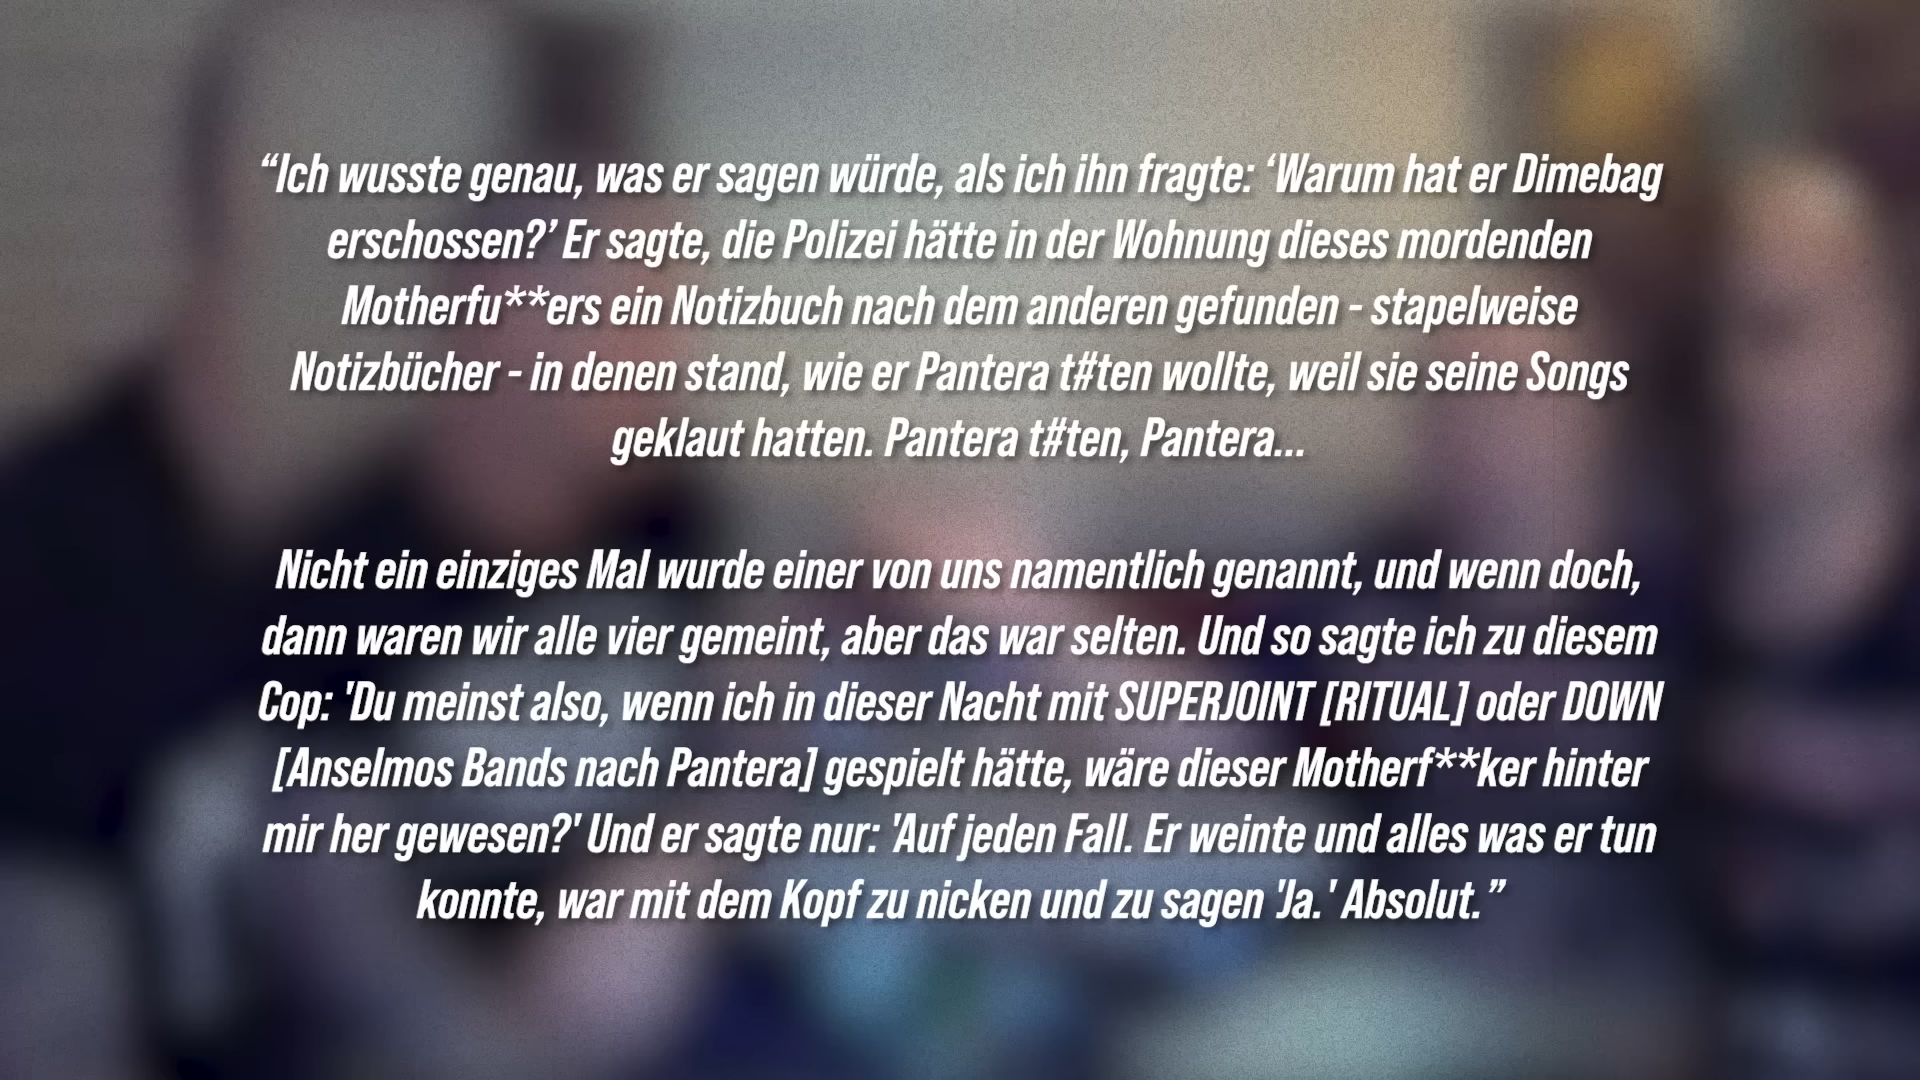 “Ich wusste genau, was er sagen würde, als ich ihn fragte: ‘Warum hat er Dimebag
erschossen?’ Er sagte, die Polizei hätte in der Wohnung dieses mordenden
Motherfu**ers ein Notizbuch nach dem anderen gefunden - stapelweise
Notizbücher - in denen stand, wie er Pantera t#ten wollte, weil sie seine Songs
geklaut hatten. Pantera t#ten, Pantera...
Nicht ein einziges Mal wurde einer von uns namentlich genannt, und wenn doch,
dann waren wir alle vier gemeint, aber das war selten. Und so sagte ich zu diesem
Cop: 'Du meinst also, wenn ich in dieser Nacht mit SUPERJOINT [RITUAL] oder DOWN
[Anselmos Bands nach Pantera] gespielt hätte, wäre dieser Motherf**ker hinter
mir her gewesen?' Und er sagte nur: 'Auf jeden Fall. Er weinte und alles was er tun
konnte, war mit dem Kopf zu nicken und zu sagen 'Ja.' Absolut.”